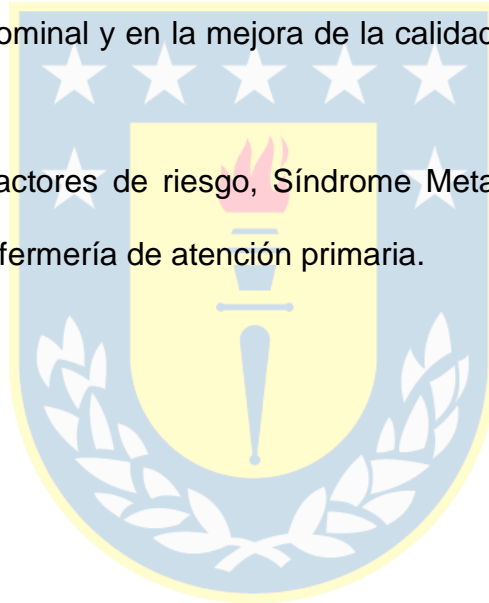 ominal y en la mejora de la calidad
actores de riesgo, Síndrome Meta
fermería de atención primaria.